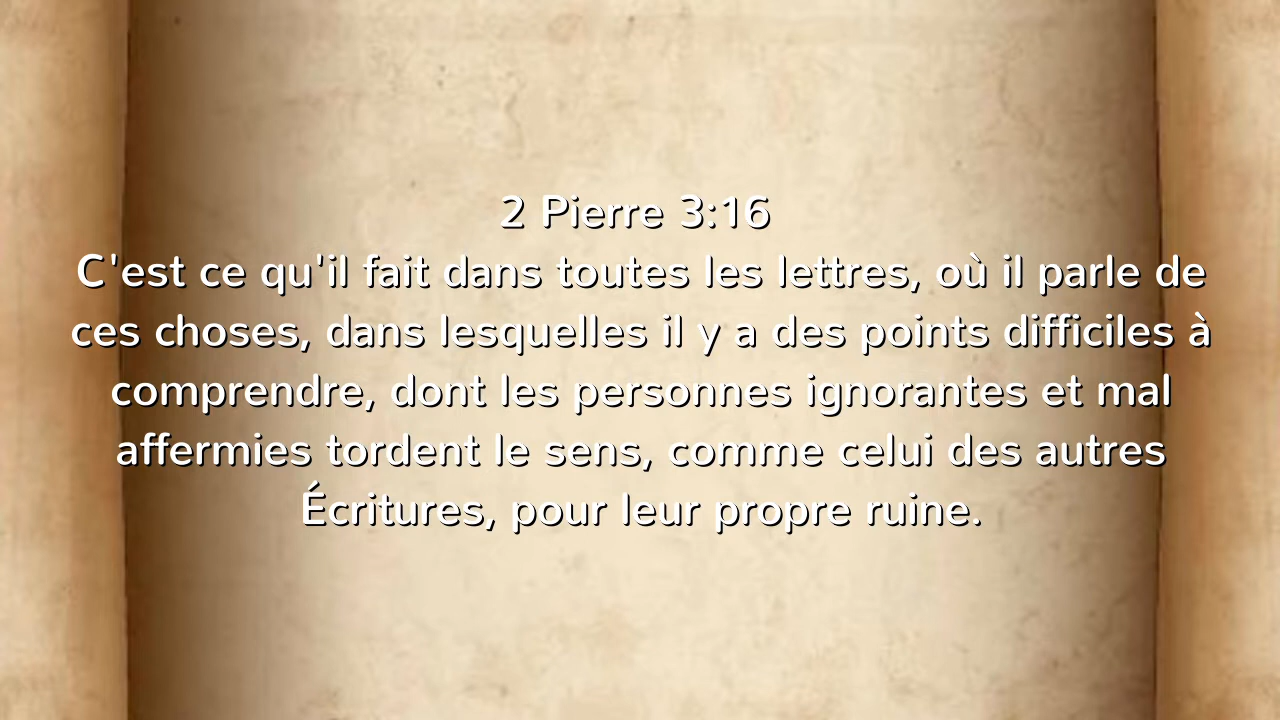 2 Pierre 3:16
C'est ce qu'il fait dans toutes les lettres, où il parle de
ces choses, dans lesquelles il y a des points difficiles à
comprendre, dont les personnes ignorantes et mal
affermies tordent le sens, comme celui des autres
Écritures, pour leur propre ruine.